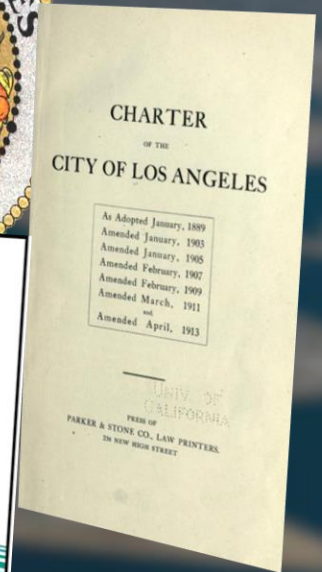 ES
CHARTER
OF THE
CITY OF LOS ANGELES
As Adopted January, 1889
Amended January, 1903
Amended January, 1905
Amended February, 1907
Amended February, 1909
Amended March, 1911
and
Amended April, 1913
UNIV. OF
CALIFORNIA
PRESS OF
PARKER & STONE CO., LAW PRINTERS.
238 NEW HIGH STREET